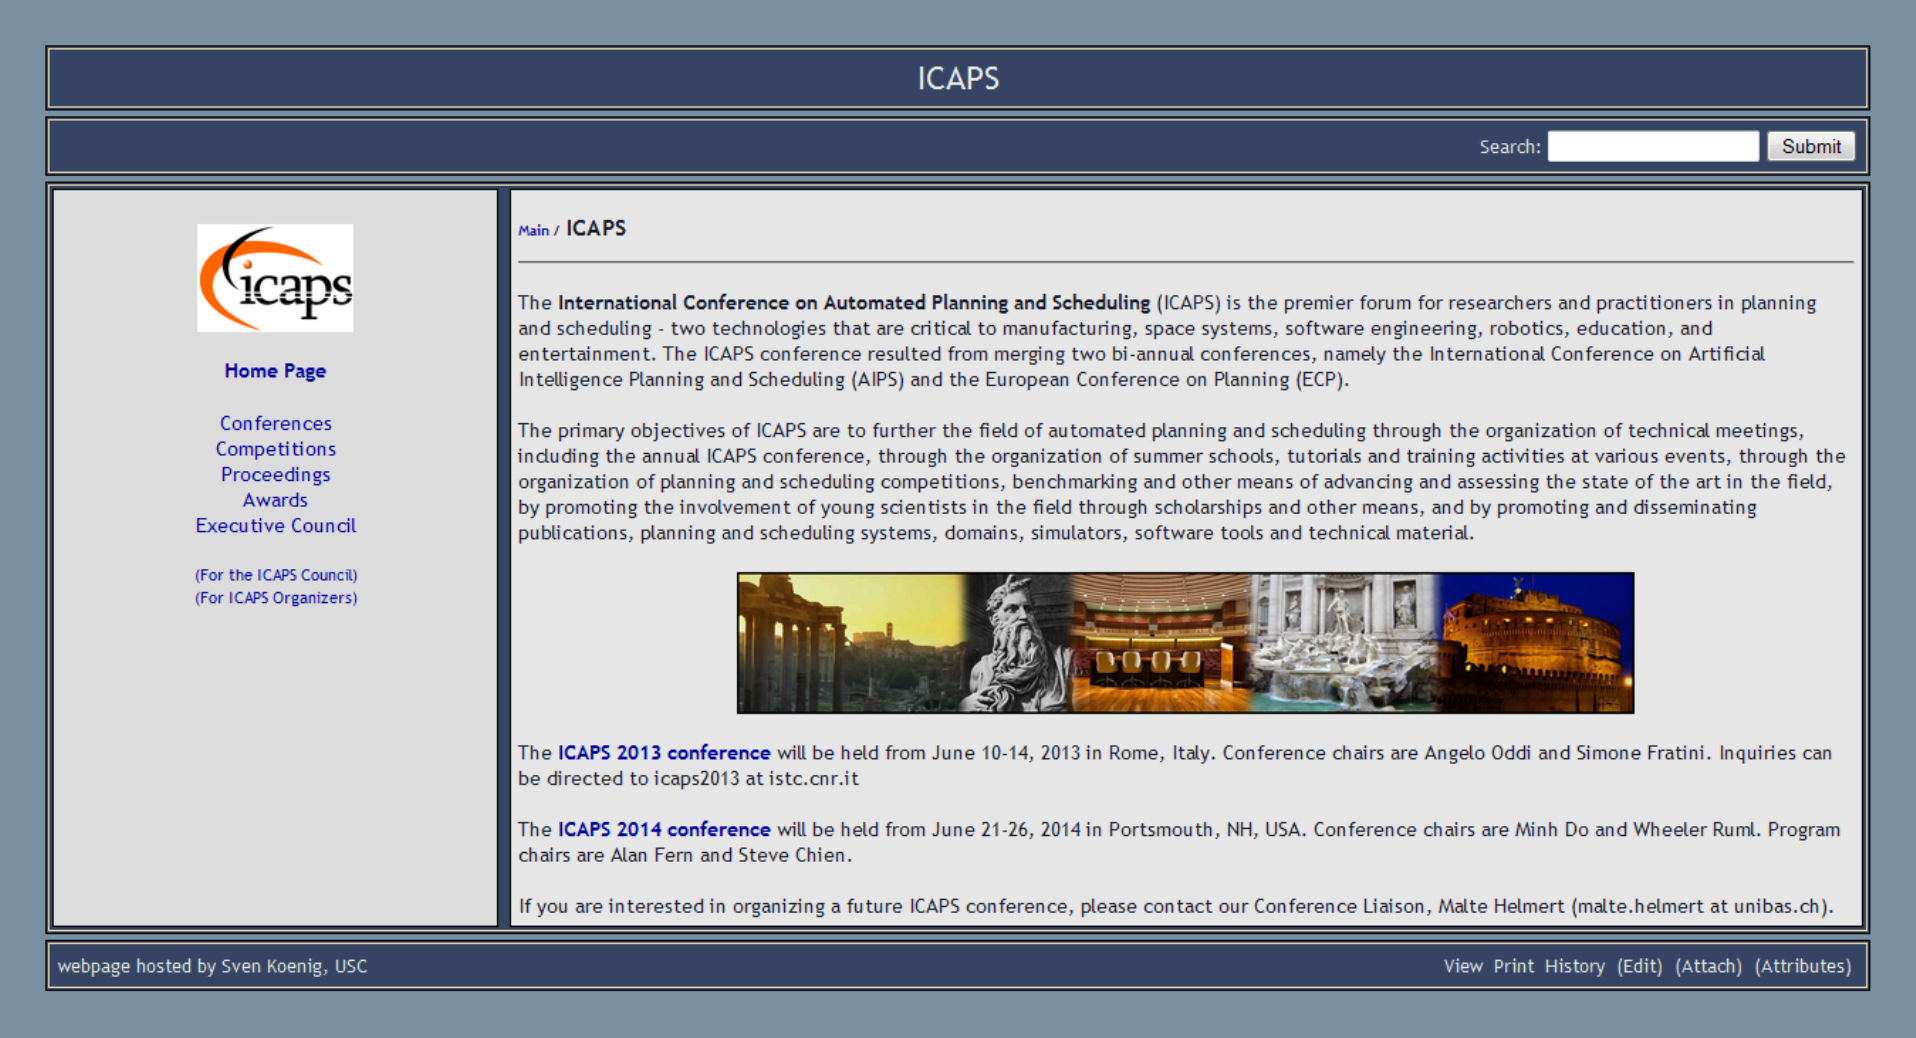 ICAPS
Search: Submit
icaps
Home Page
Conferences
Competitions
Proceedings
Awards
Executive Council
(For the ICAPS Council)
(For ICAPS Organizers)
Main / ICAPS
The International Conference on Automated Planning and Scheduling (ICAPS) is the premier forum for researchers and practitioners in planning
and scheduling - two technologies that are critical to manufacturing, space systems, software engineering, robotics, education, and
entertainment. The ICAPS conference resulted from merging two bi-annual conferences, namely the International Conference on Artificial
Intelligence Planning and Scheduling (AIPS) and the European Conference on Planning (ECP).
The primary objectives of ICAPS are to further the field of automated planning and scheduling through the organization of technical meetings,
including the annual ICAPS conference, through the organization of summer schools, tutorials and training activities at various events, through the
organization of planning and scheduling competitions, benchmarking and other means of advancing and assessing the state of the art in the field,
by promoting the involvement of young scientists in the field through scholarships and other means, and by promoting and disseminating
publications, planning and scheduling systems, domains, simulators, software tools and technical material.
The ICAPS 2013 conference will be held from June 10-14, 2013 in Rome, Italy. Conference chairs are Angelo Oddi and Simone Fratini. Inquiries can
be directed to icaps2013 at istc.cnr.it
The ICAPS 2014 conference will be held from June 21-26, 2014 in Portsmouth, NH, USA. Conference chairs are Minh Do and Wheeler Ruml. Program
chairs are Alan Fern and Steve Chien.
If you are interested in organizing a future ICAPS conference, please contact our Conference Liaison, Malte Helmert (malte.helmert at unibas.ch).
webpage hosted by Sven Koenig, USC
View Print History (Edit) (Attach) (Attributes)